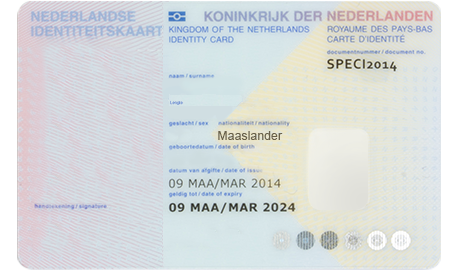 NEDERLANDSE
IDENTITEITSKAART
KONINKRIJK DER NEDERLANDEN
KINGDOM OF THE NETHERLANDS
IDENTITY CARD
ROYAUME DES PAYS-BAS
CARTE D'IDENTITÉ
documentnummer / document no.
SPECI2014
naam / surname
geslacht / sex nationaliteit / nationality
Maaslander
geboortedatum / date of birth
datum van afgifte / date of issue
09 MAA/MAR 2014
geldig tot / date of expiry
09 MAA/MAR 2024
/ signature